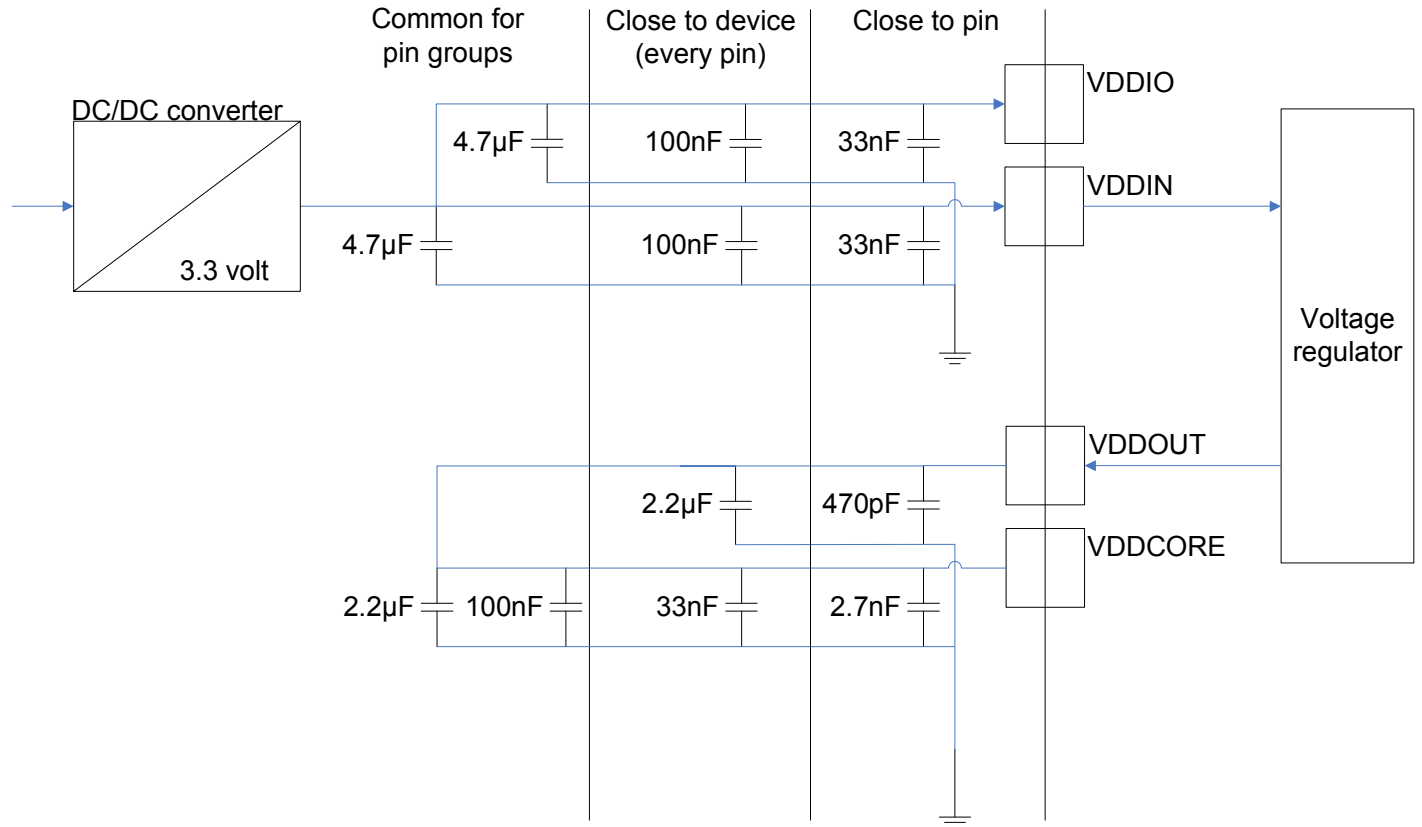 Common for
pin groups
Close to device
(every pin)
Close to pin
DC/DC converter
3.3 volt
4.7µF
100nF
33nF
VDDIO
4.7µF
100nF
33nF
VDDIN
Voltage
regulator
2.2µF
470pF
VDDOUT
2.2µF
100nF
33nF
2.7nF
VDDCORE